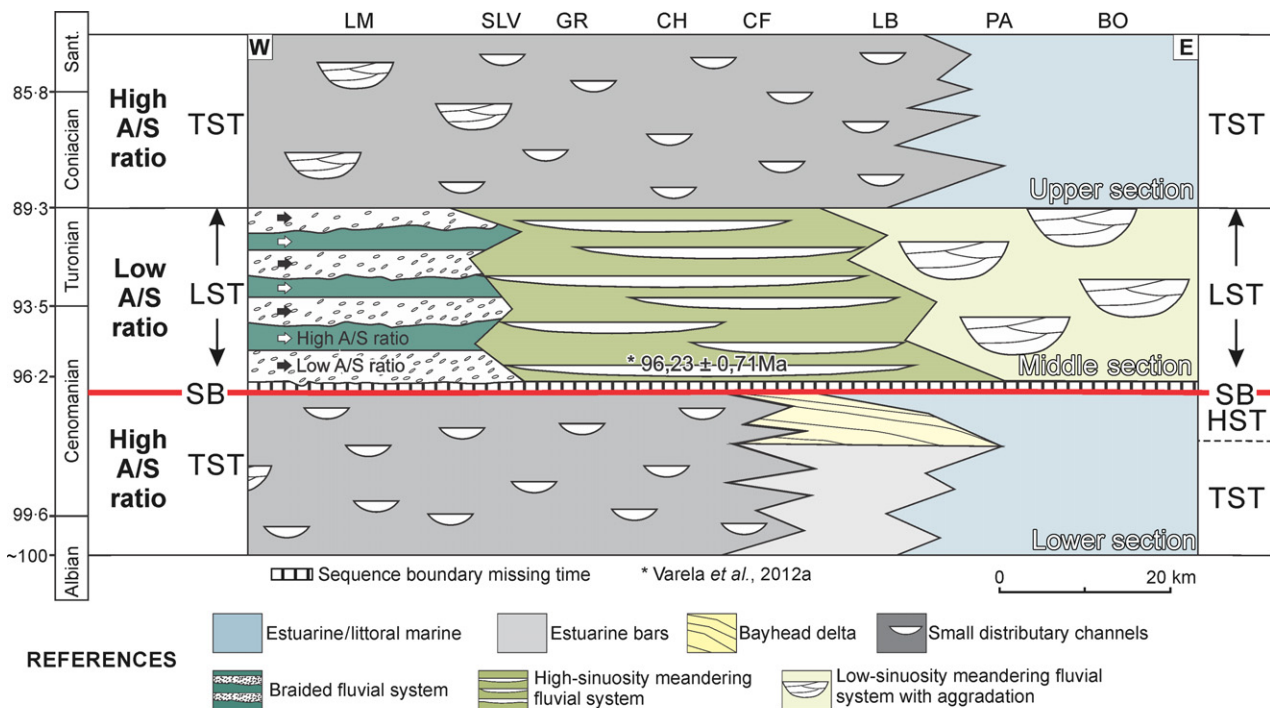 LM SLV GR CH CF LB PA BO
W E
Sant.
85·8
Coniacian
89·3
Turonian
93·5
Cenomanian
96·2
99·6
~100
Albian
High
A/S
ratio
TST
TST
Upper section
Low
A/S
ratio
LST
LST
High A/S ratio
Low A/S ratio
* 96,23 ± 0,71Ma
Middle section
SB
SB
HST
High
A/S
ratio
TST
TST
Lower section
Sequence boundary missing time
* Varela et al., 2012a
0 20 km
REFERENCES
Estuarine/littoral marine
Estuarine bars
Bayhead delta
Small distributary channels
Braided fluvial system
High-sinuosity meandering
fluvial system
Low-sinuosity meandering fluvial
system with aggradation